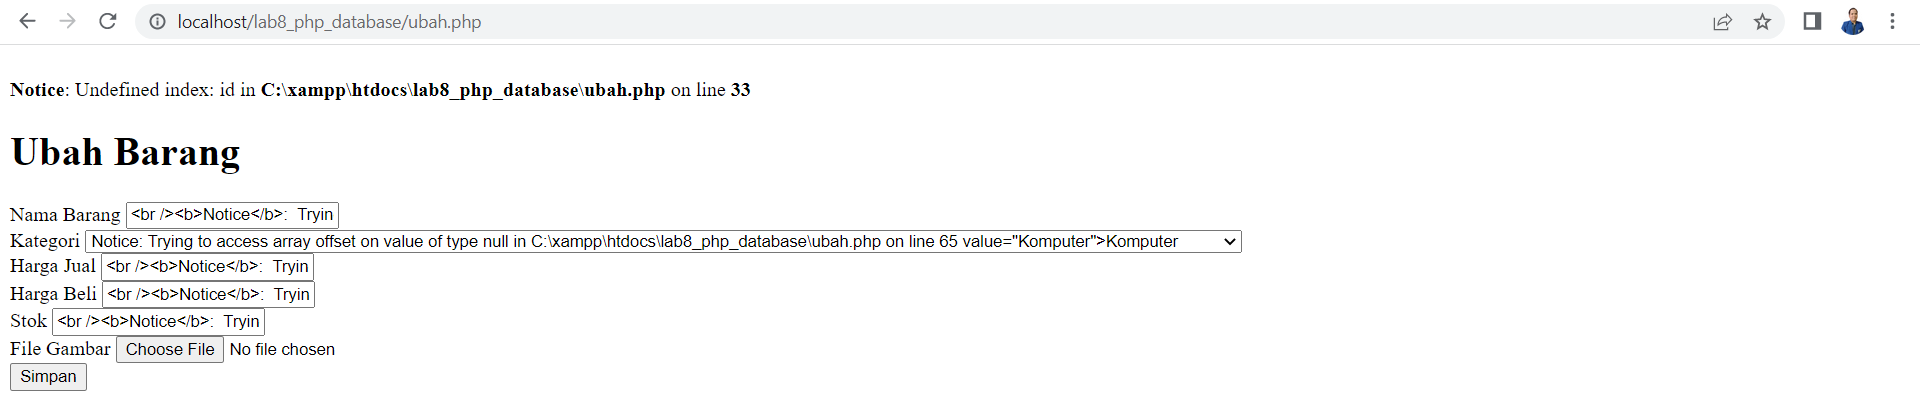 localhost/lab8_php_database/ubah.php
Notice: Undefined index: id in C:\xampp\htdocs\lab8_php_database\ubah.php on line 33
Ubah Barang
Nama Barang <br /><b>Notice</b>:  Tryin
Kategori Notice: Trying to access array offset on value of type null in C:\xampp\htdocs\lab8_php_database\ubah.php on line 65 value="Komputer">Komputer
Harga Jual <br /><b>Notice</b>:  Tryin
Harga Beli <br /><b>Notice</b>:  Tryin
Stok <br /><b>Notice</b>:  Tryin
File Gambar Choose File No file chosen
Simpan